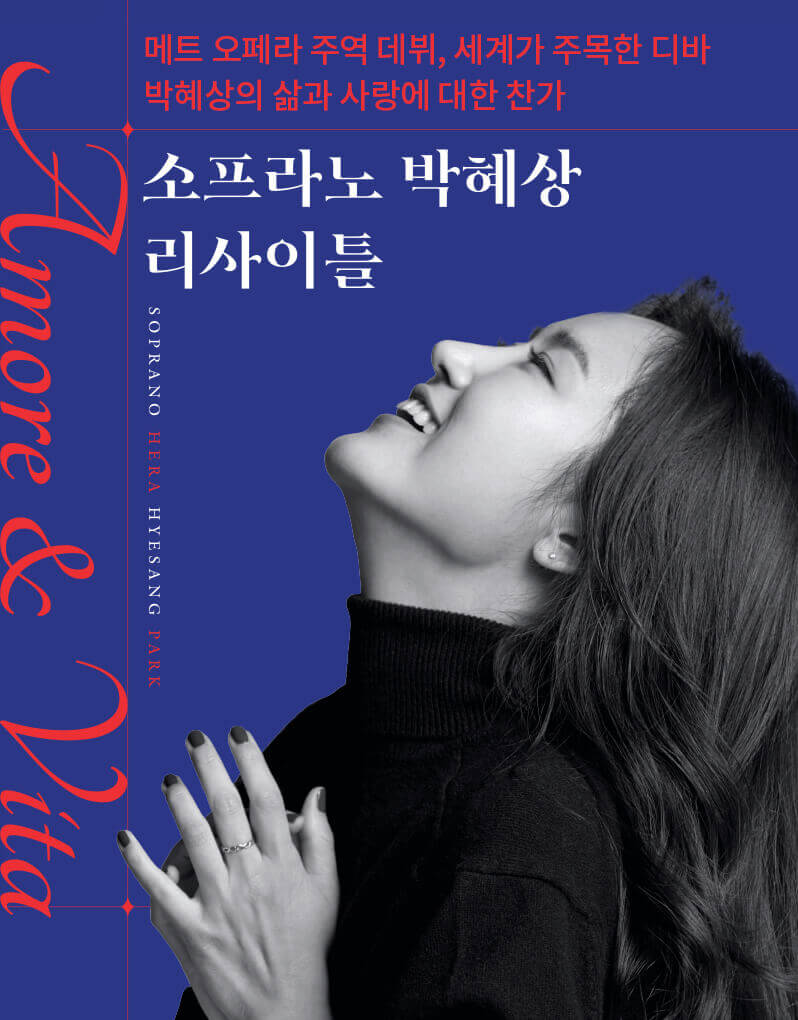 메트 오페라 주역 데뷔, 세계가 주목한 디바
박혜상의 삶과 사랑에 대한 찬가
소프라노 박혜상
리사이틀
SOPRANO HERA HYESANG PARK
Amore & Vita